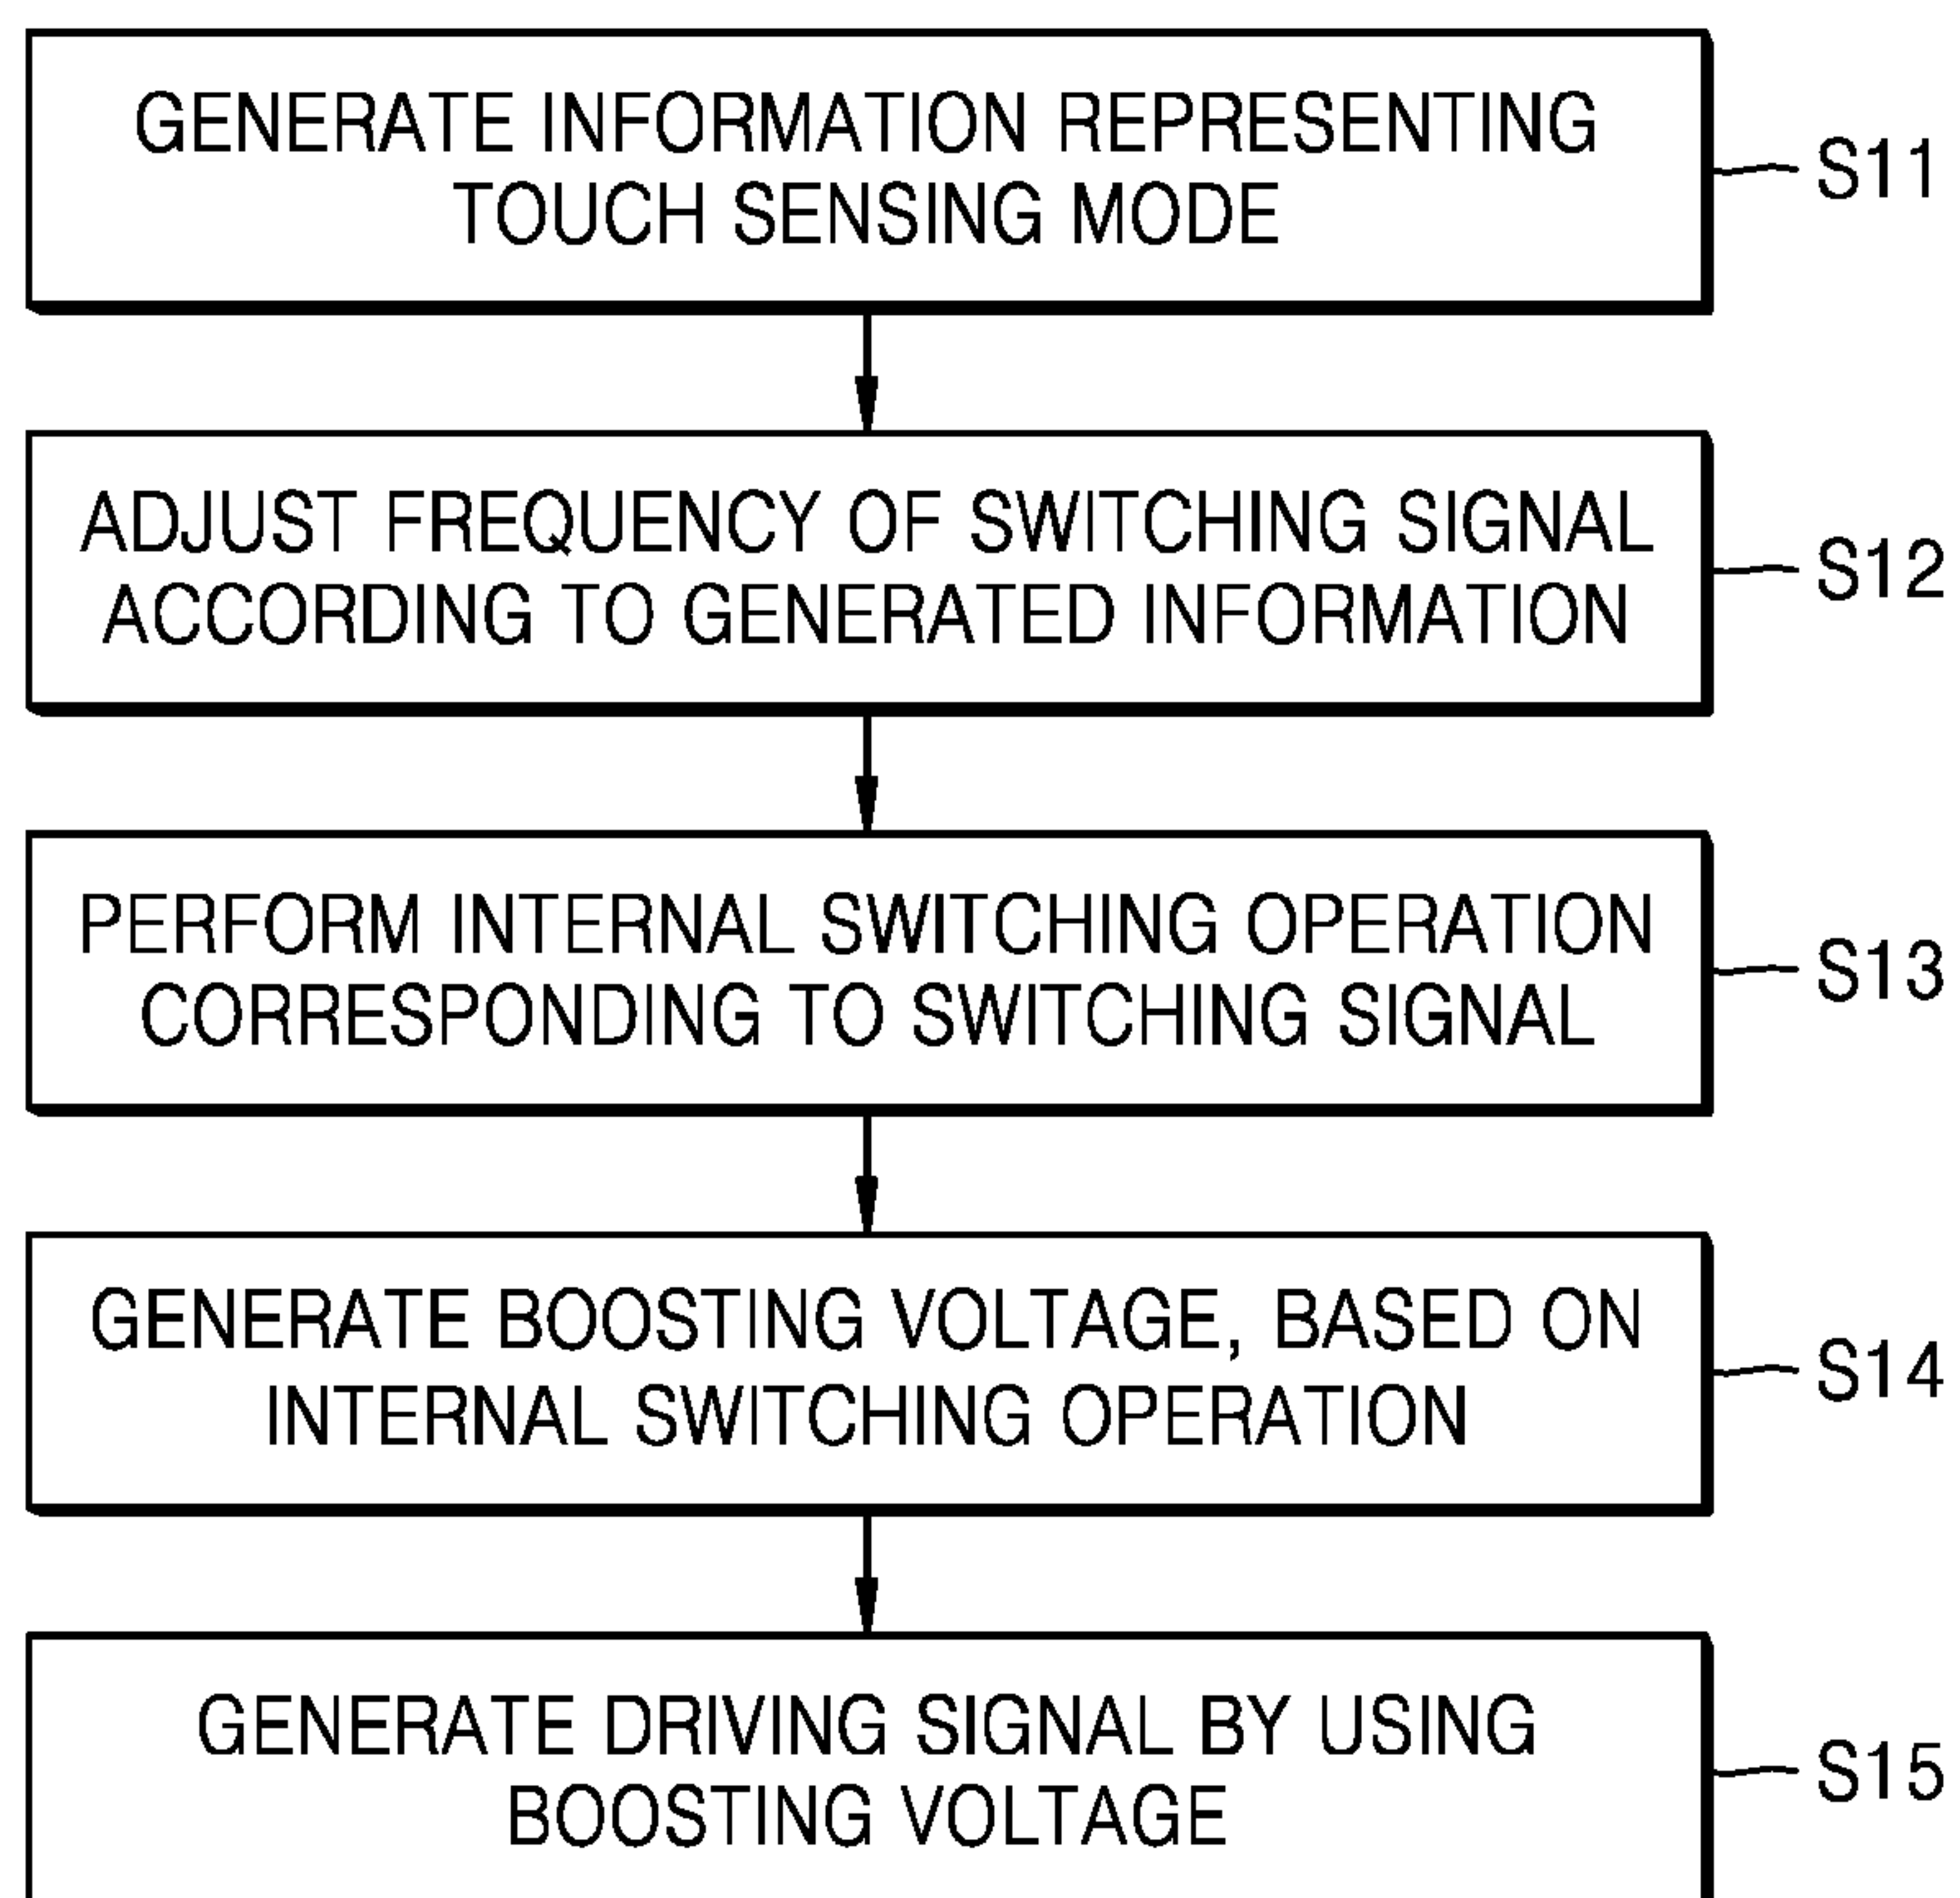 GENERATE INFORMATION REPRESENTING
TOUCH SENSING MODE
S11
ADJUST FREQUENCY OF SWITCHING SIGNAL
ACCORDING TO GENERATED INFORMATION
S12
PERFORM INTERNAL SWITCHING OPERATION
CORRESPONDING TO SWITCHING SIGNAL
S13
GENERATE BOOSTING VOLTAGE, BASED ON
INTERNAL SWITCHING OPERATION
S14
GENERATE DRIVING SIGNAL BY USING
BOOSTING VOLTAGE
S15